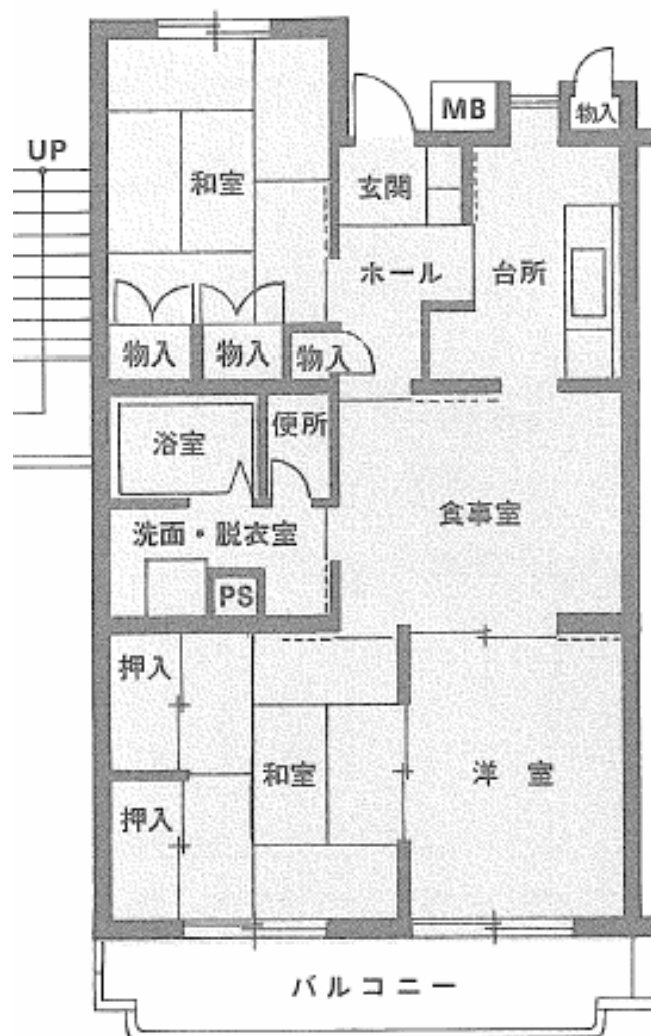 MB
物入
UP
和室
玄関
ホール
台所
物入
物入
物入
浴室
便所
食事室
洗面・脱衣室
PS
押入
和室
洋 室
押入
バルコニー